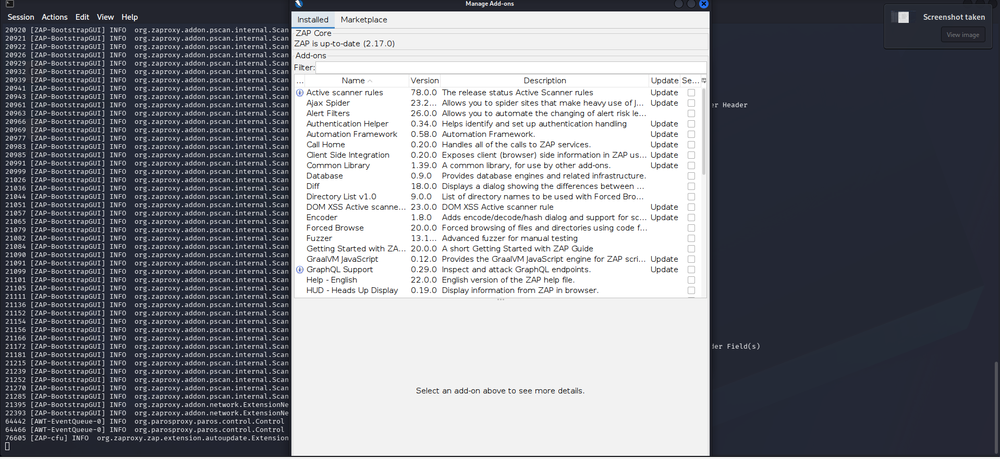 Manage Add-ons
Session Actions Edit View Help
Screenshot taken
View image
20920 [ZAP-BootstrapGUI] INFO  org.zaproxy.addon.pscan.internal.Scan
20921 [ZAP-BootstrapGUI] INFO  org.zaproxy.addon.pscan.internal.Scan
20922 [ZAP-BootstrapGUI] INFO  org.zaproxy.addon.pscan.internal.Scan
20926 [ZAP-BootstrapGUI] INFO  org.zaproxy.addon.pscan.internal.Scan
20929 [ZAP-BootstrapGUI] INFO  org.zaproxy.addon.pscan.internal.Scan
20932 [ZAP-BootstrapGUI] INFO  org.zaproxy.addon.pscan.internal.Scan
20939 [ZAP-BootstrapGUI] INFO  org.zaproxy.addon.pscan.internal.Scan
20941 [ZAP-BootstrapGUI] INFO  org.zaproxy.addon.pscan.internal.Scan
20943 [ZAP-BootstrapGUI] INFO  org.zaproxy.addon.pscan.internal.Scan
20961 [ZAP-BootstrapGUI] INFO  org.zaproxy.addon.pscan.internal.Scan
20963 [ZAP-BootstrapGUI] INFO  org.zaproxy.addon.pscan.internal.Scan
20966 [ZAP-BootstrapGUI] INFO  org.zaproxy.addon.pscan.internal.Scan
20969 [ZAP-BootstrapGUI] INFO  org.zaproxy.addon.pscan.internal.Scan
20977 [ZAP-BootstrapGUI] INFO  org.zaproxy.addon.pscan.internal.Scan
20983 [ZAP-BootstrapGUI] INFO  org.zaproxy.addon.pscan.internal.Scan
20985 [ZAP-BootstrapGUI] INFO  org.zaproxy.addon.pscan.internal.Scan
20991 [ZAP-BootstrapGUI] INFO  org.zaproxy.addon.pscan.internal.Scan
20999 [ZAP-BootstrapGUI] INFO  org.zaproxy.addon.pscan.internal.Scan
21026 [ZAP-BootstrapGUI] INFO  org.zaproxy.addon.pscan.internal.Scan
21036 [ZAP-BootstrapGUI] INFO  org.zaproxy.addon.pscan.internal.Scan
21044 [ZAP-BootstrapGUI] INFO  org.zaproxy.addon.pscan.internal.Scan
21051 [ZAP-BootstrapGUI] INFO  org.zaproxy.addon.pscan.internal.Scan
21057 [ZAP-BootstrapGUI] INFO  org.zaproxy.addon.pscan.internal.Scan
21065 [ZAP-BootstrapGUI] INFO  org.zaproxy.addon.pscan.internal.Scan
21079 [ZAP-BootstrapGUI] INFO  org.zaproxy.addon.pscan.internal.Scan
21082 [ZAP-BootstrapGUI] INFO  org.zaproxy.addon.pscan.internal.Scan
21084 [ZAP-BootstrapGUI] INFO  org.zaproxy.addon.pscan.internal.Scan
21090 [ZAP-BootstrapGUI] INFO  org.zaproxy.addon.pscan.internal.Scan
21091 [ZAP-BootstrapGUI] INFO  org.zaproxy.addon.pscan.internal.Scan
21099 [ZAP-BootstrapGUI] INFO  org.zaproxy.addon.pscan.internal.Scan
21101 [ZAP-BootstrapGUI] INFO  org.zaproxy.addon.pscan.internal.Scan
21105 [ZAP-BootstrapGUI] INFO  org.zaproxy.addon.pscan.internal.Scan
21111 [ZAP-BootstrapGUI] INFO  org.zaproxy.addon.pscan.internal.Scan
21136 [ZAP-BootstrapGUI] INFO  org.zaproxy.addon.pscan.internal.Scan
21152 [ZAP-BootstrapGUI] INFO  org.zaproxy.addon.pscan.internal.Scan
21154 [ZAP-BootstrapGUI] INFO  org.zaproxy.addon.pscan.internal.Scan
21156 [ZAP-BootstrapGUI] INFO  org.zaproxy.addon.pscan.internal.Scan
21166 [ZAP-BootstrapGUI] INFO  org.zaproxy.addon.pscan.internal.Scan
21172 [ZAP-BootstrapGUI] INFO  org.zaproxy.addon.pscan.internal.Scan
21181 [ZAP-BootstrapGUI] INFO  org.zaproxy.addon.pscan.internal.Scan
21215 [ZAP-BootstrapGUI] INFO  org.zaproxy.addon.pscan.internal.Scan
21239 [ZAP-BootstrapGUI] INFO  org.zaproxy.addon.pscan.internal.Scan
21252 [ZAP-BootstrapGUI] INFO  org.zaproxy.addon.pscan.internal.Scan
21270 [ZAP-BootstrapGUI] INFO  org.zaproxy.addon.pscan.internal.Scan
21285 [ZAP-BootstrapGUI] INFO  org.zaproxy.addon.pscan.internal.Scan
21395 [ZAP-BootstrapGUI] INFO  org.zaproxy.addon.network.ExtensionNe
22393 [ZAP-BootstrapGUI] INFO  org.zaproxy.addon.network.ExtensionNe
64442 [AWT-EventQueue-0] INFO  org.parosproxy.paros.control.Control
64466 [AWT-EventQueue-0] INFO  org.parosproxy.paros.control.Control
76605 [ZAP-cfu] INFO  org.zaproxy.zap.extension.autoupdate.Extension
Installed Marketplace
ZAP Core
ZAP is up-to-date (2.17.0)
Add-ons
Filter:
... Name Version Description Update Se...
Active scanner rules 78.0.0 The release status Active Scanner rules Update
Ajax Spider 23.2... Allows you to spider sites that make heavy use of J... Update
Alert Filters 26.0.0 Allows you to automate the changing of alert risk le...
Authentication Helper 0.34.0 Helps identify and set up authentication handling Update
Automation Framework 0.58.0 Automation Framework. Update
Call Home 0.20.0 Handles all of the calls to ZAP services. Update
Client Side Integration 0.20.0 Exposes client (browser) side information in ZAP us... Update
Common Library 1.39.0 A common library, for use by other add-ons. Update
Database 0.9.0 Provides database engines and related infrastructure.
Diff 18.0.0 Displays a dialog showing the differences between ...
Directory List v1.0 9.0.0 List of directory names to be used with Forced Bro...
DOM XSS Active scanne... 23.0.0 DOM XSS Active scanner rule Update
Encoder 1.8.0 Adds encode/decode/hash dialog and support for sc... Update
Forced Browse 20.0.0 Forced browsing of files and directories using code f...
Fuzzer 13.1... Advanced fuzzer for manual testing
Getting Started with ZA... 20.0.0 A short Getting Started with ZAP Guide
GraalVM JavaScript 0.12.0 Provides the GraalVM JavaScript engine for ZAP scri... Update
GraphQL Support 0.29.0 Inspect and attack GraphQL endpoints. Update
Help - English 22.0.0 English version of the ZAP help file.
HUD - Heads Up Display 0.19.0 Display information from ZAP in browser.
Select an add-on above to see more details.
er Header
der Field(s)